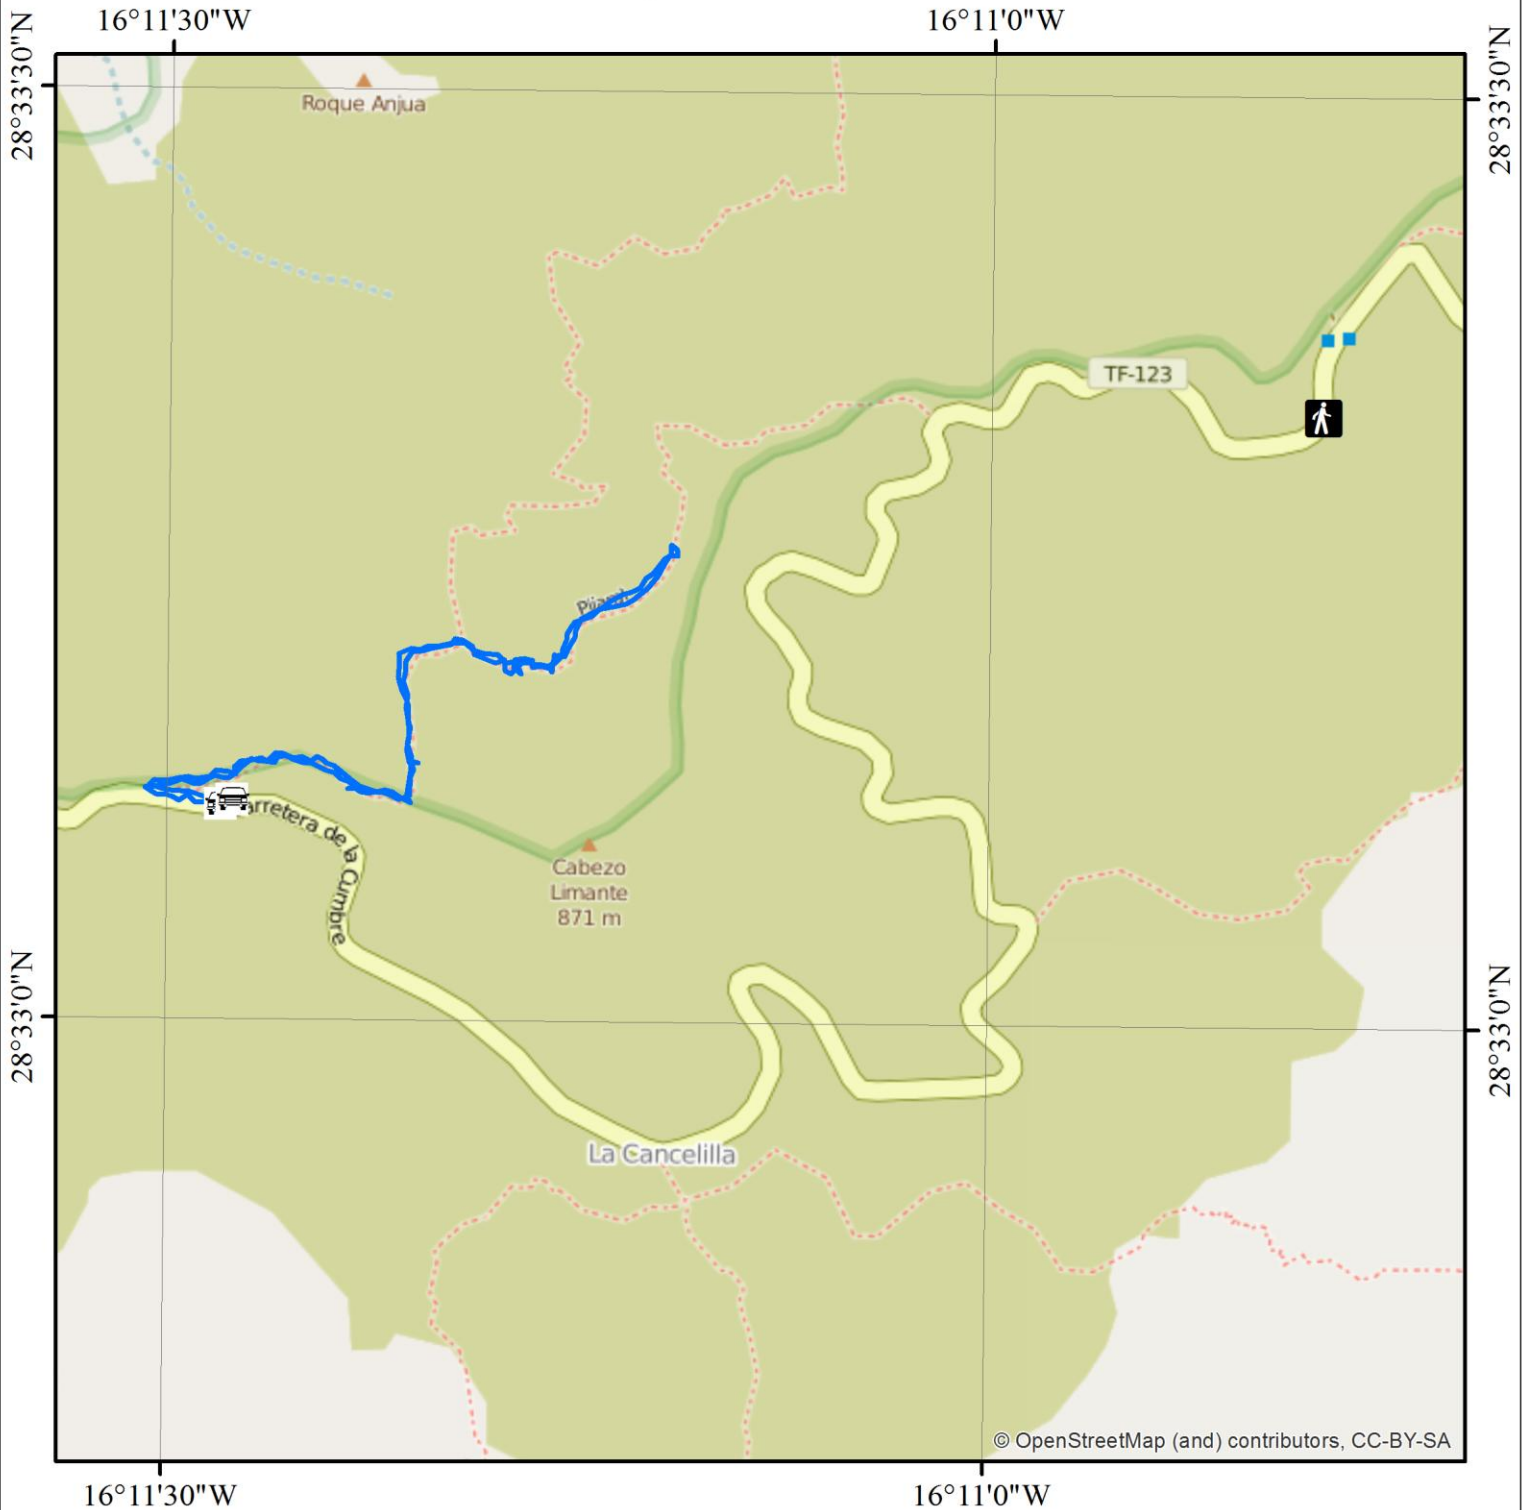 16°11'30"W
16°11'0"W
28°33'30"N
28°33'30"N
Roque Anjua
TF-123
Carretera de la Cumbre
Cabezo
Limante
871 m
28°33'0"N
28°33'0"N
La Cancelilla
© OpenStreetMap (and) contributors, CC-BY-SA
16°11'30"W
16°11'0"W